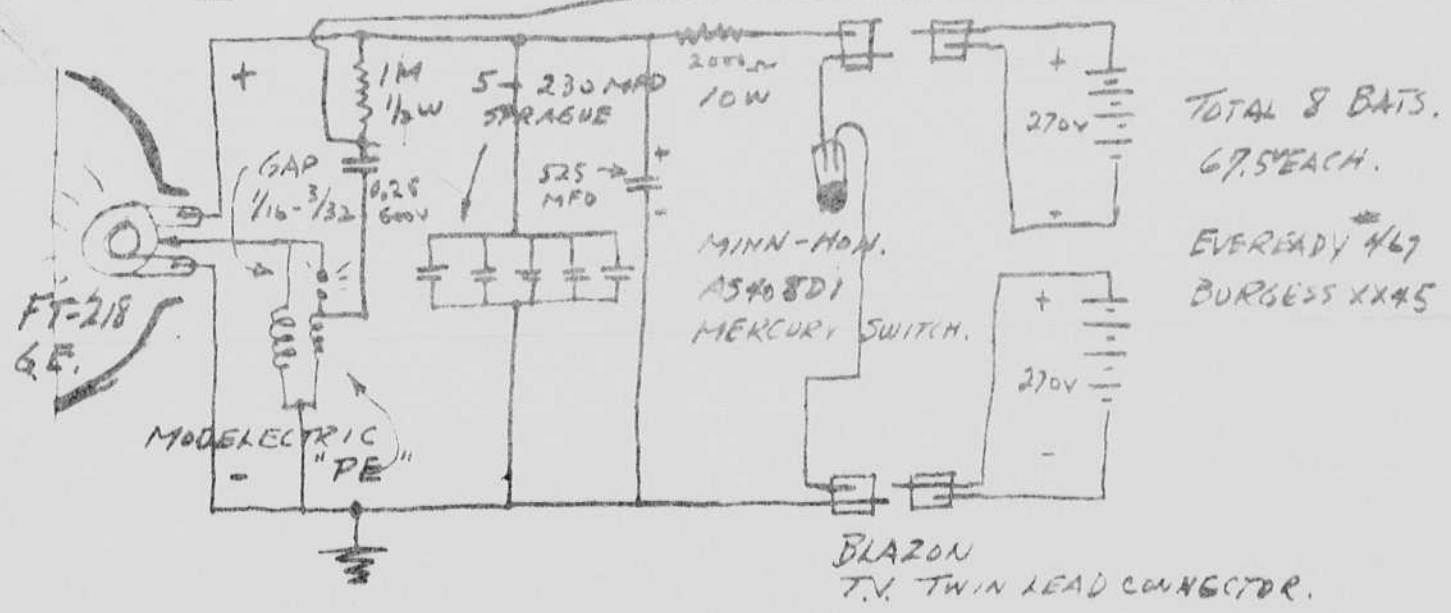 +
1M
½W
5 - 230 MFD
SPRAGUE
10W
GAP
1/16 - 3/32
0.25
600V
525
MFD
+
-
FT-218
G.E.
MODELECTRIC
"PE"
-
MINN-HON.
AS408D1
MERCURY SWITCH.
+
270V
+
270V
-
TOTAL 8 BATS.
67.5V EACH.
EVEREADY #467
BURGESS XX45
BLAZON
T.V. TWIN LEAD CONNECTOR.